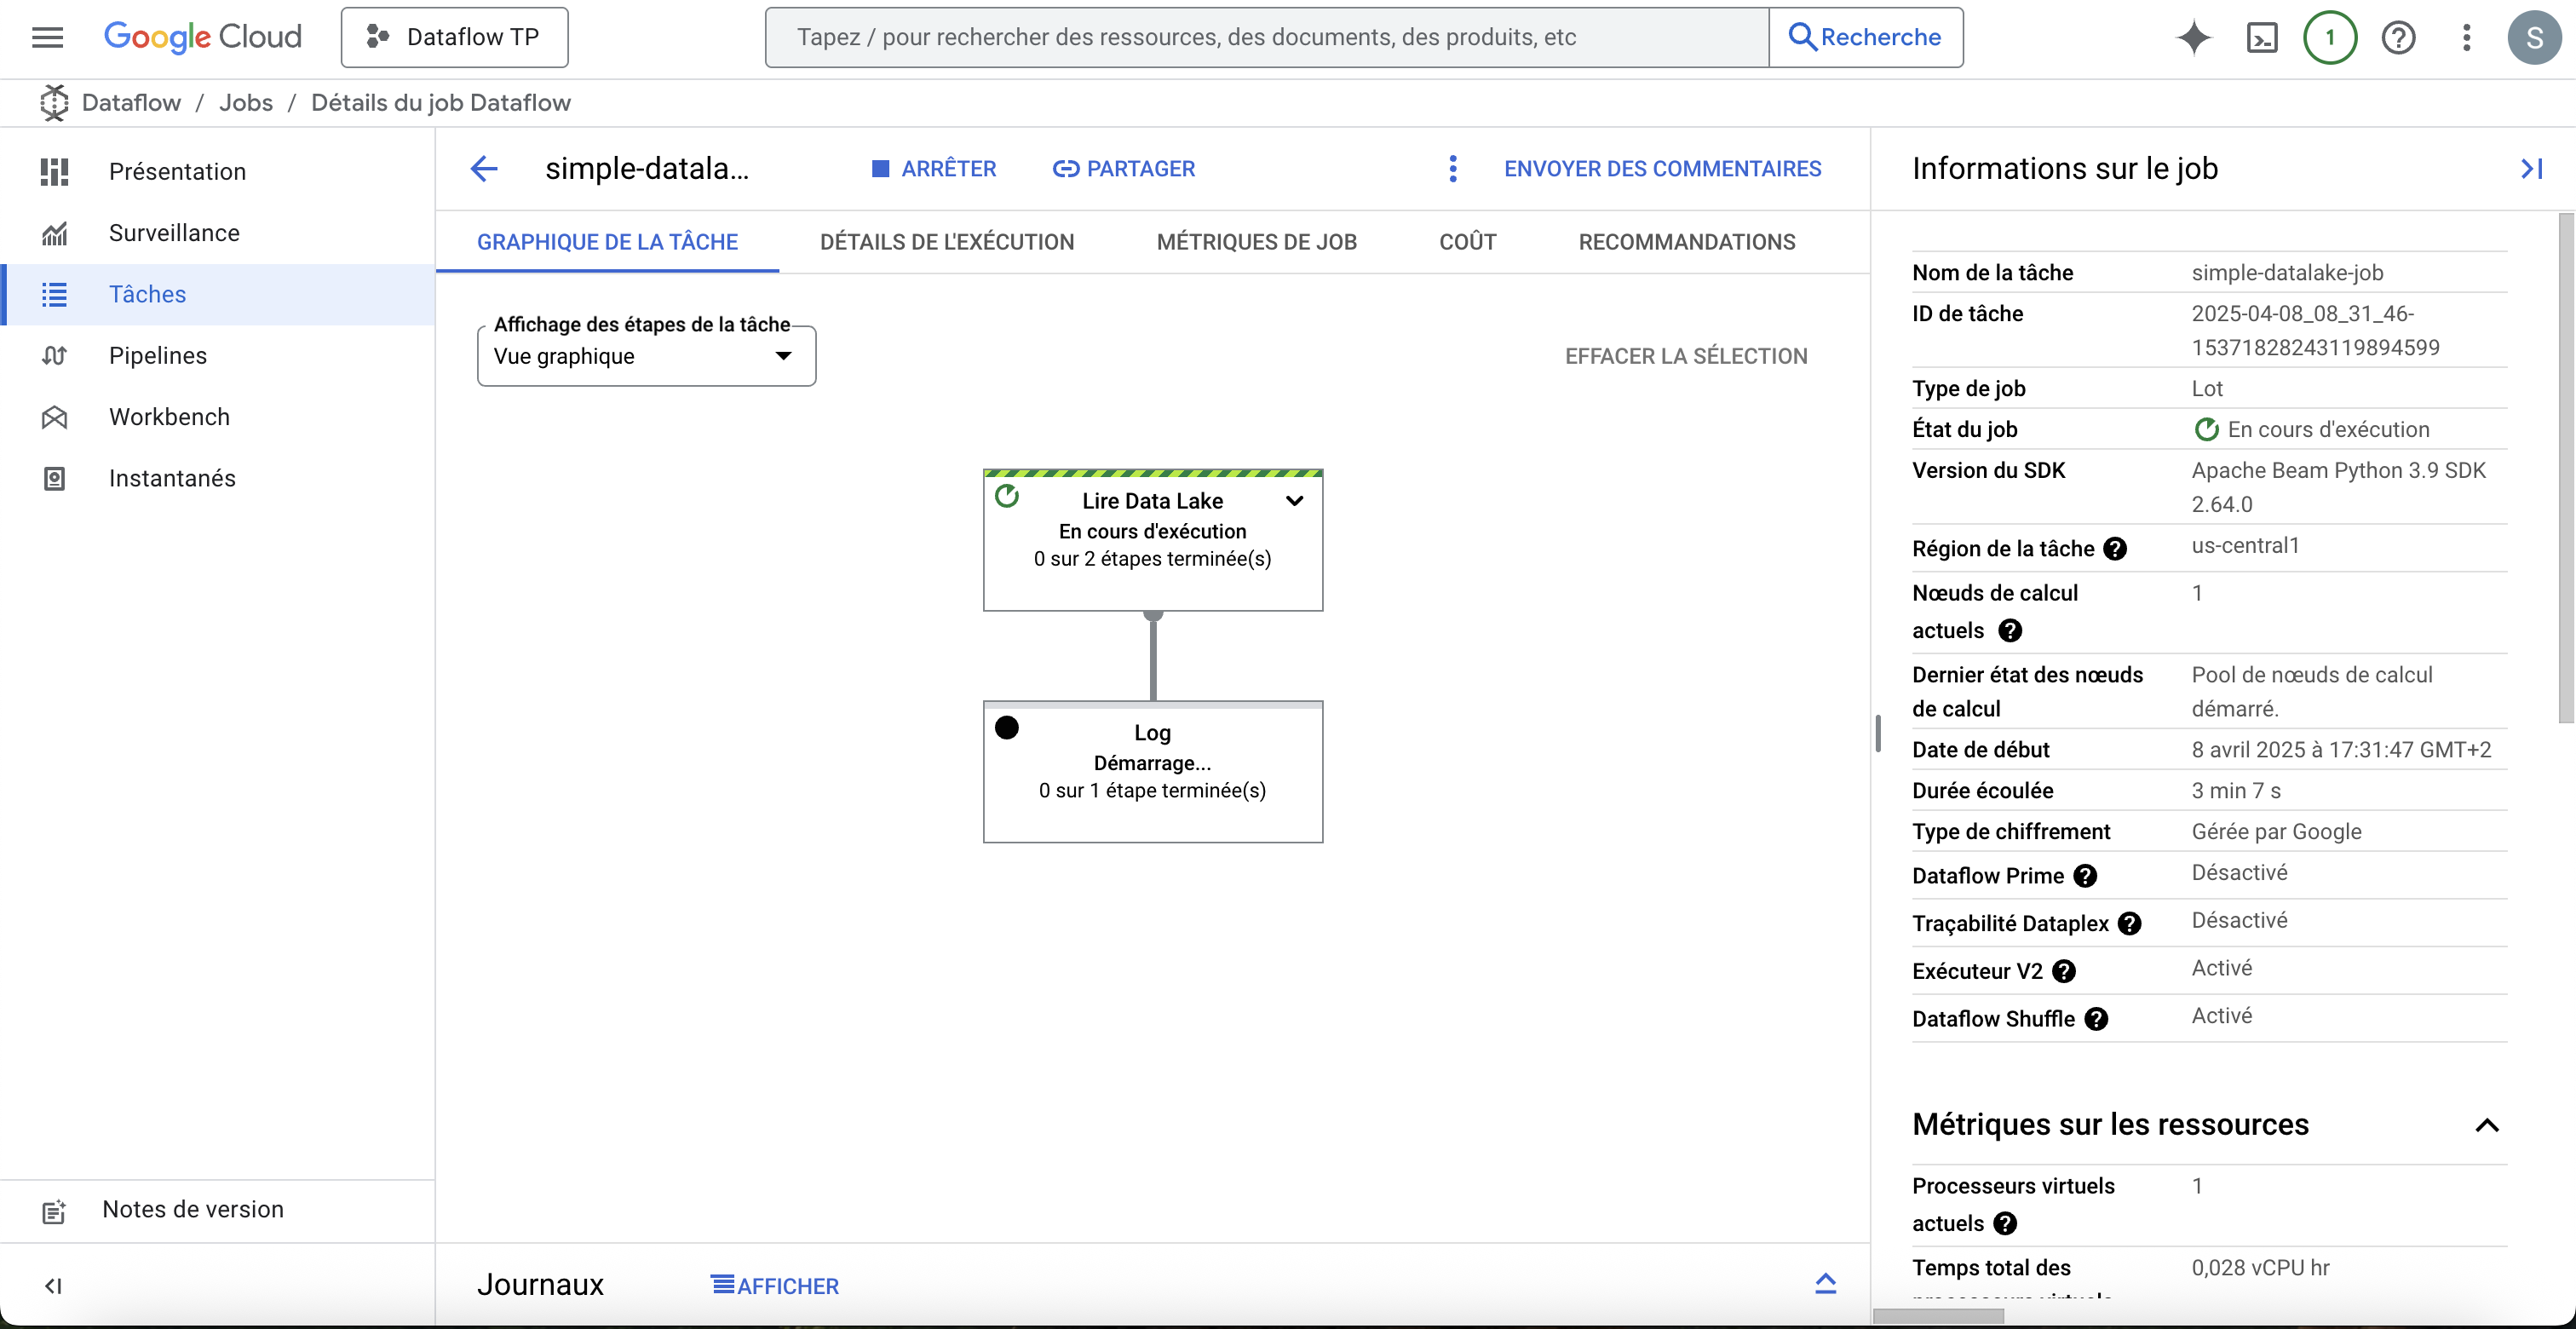 Google Cloud
Dataflow TP
Tapez / pour rechercher des ressources, des documents, des produits, etc
Recherche
1
S
Dataflow / Jobs / Détails du job Dataflow
Présentation
Surveillance
Tâches
Pipelines
Workbench
Instantanés
Notes de version
simple-datala...
ARRÊTER
PARTAGER
ENVOYER DES COMMENTAIRES
GRAPHIQUE DE LA TÂCHE
DÉTAILS DE L'EXÉCUTION
MÉTRIQUES DE JOB
COÛT
RECOMMANDATIONS
Affichage des étapes de la tâche
Vue graphique
EFFACER LA SÉLECTION
Lire Data Lake
En cours d'exécution
0 sur 2 étapes terminée(s)
Log
Démarrage...
0 sur 1 étape terminée(s)
Journaux
AFFICHER
Informations sur le job
Nom de la tâche simple-datalake-job
ID de tâche 2025-04-08_08_31_46-
15371828243119894599
Type de job Lot
État du job En cours d'exécution
Version du SDK Apache Beam Python 3.9 SDK
2.64.0
Région de la tâche us-central1
Nœuds de calcul 1
actuels
Dernier état des nœuds Pool de nœuds de calcul
de calcul démarré.
Date de début 8 avril 2025 à 17:31:47 GMT+2
Durée écoulée 3 min 7 s
Type de chiffrement Gérée par Google
Dataflow Prime Désactivé
Traçabilité Dataplex Désactivé
Exécuteur V2 Activé
Dataflow Shuffle Activé
Métriques sur les ressources
Processeurs virtuels 1
actuels
Temps total des 0,028 vCPU hr